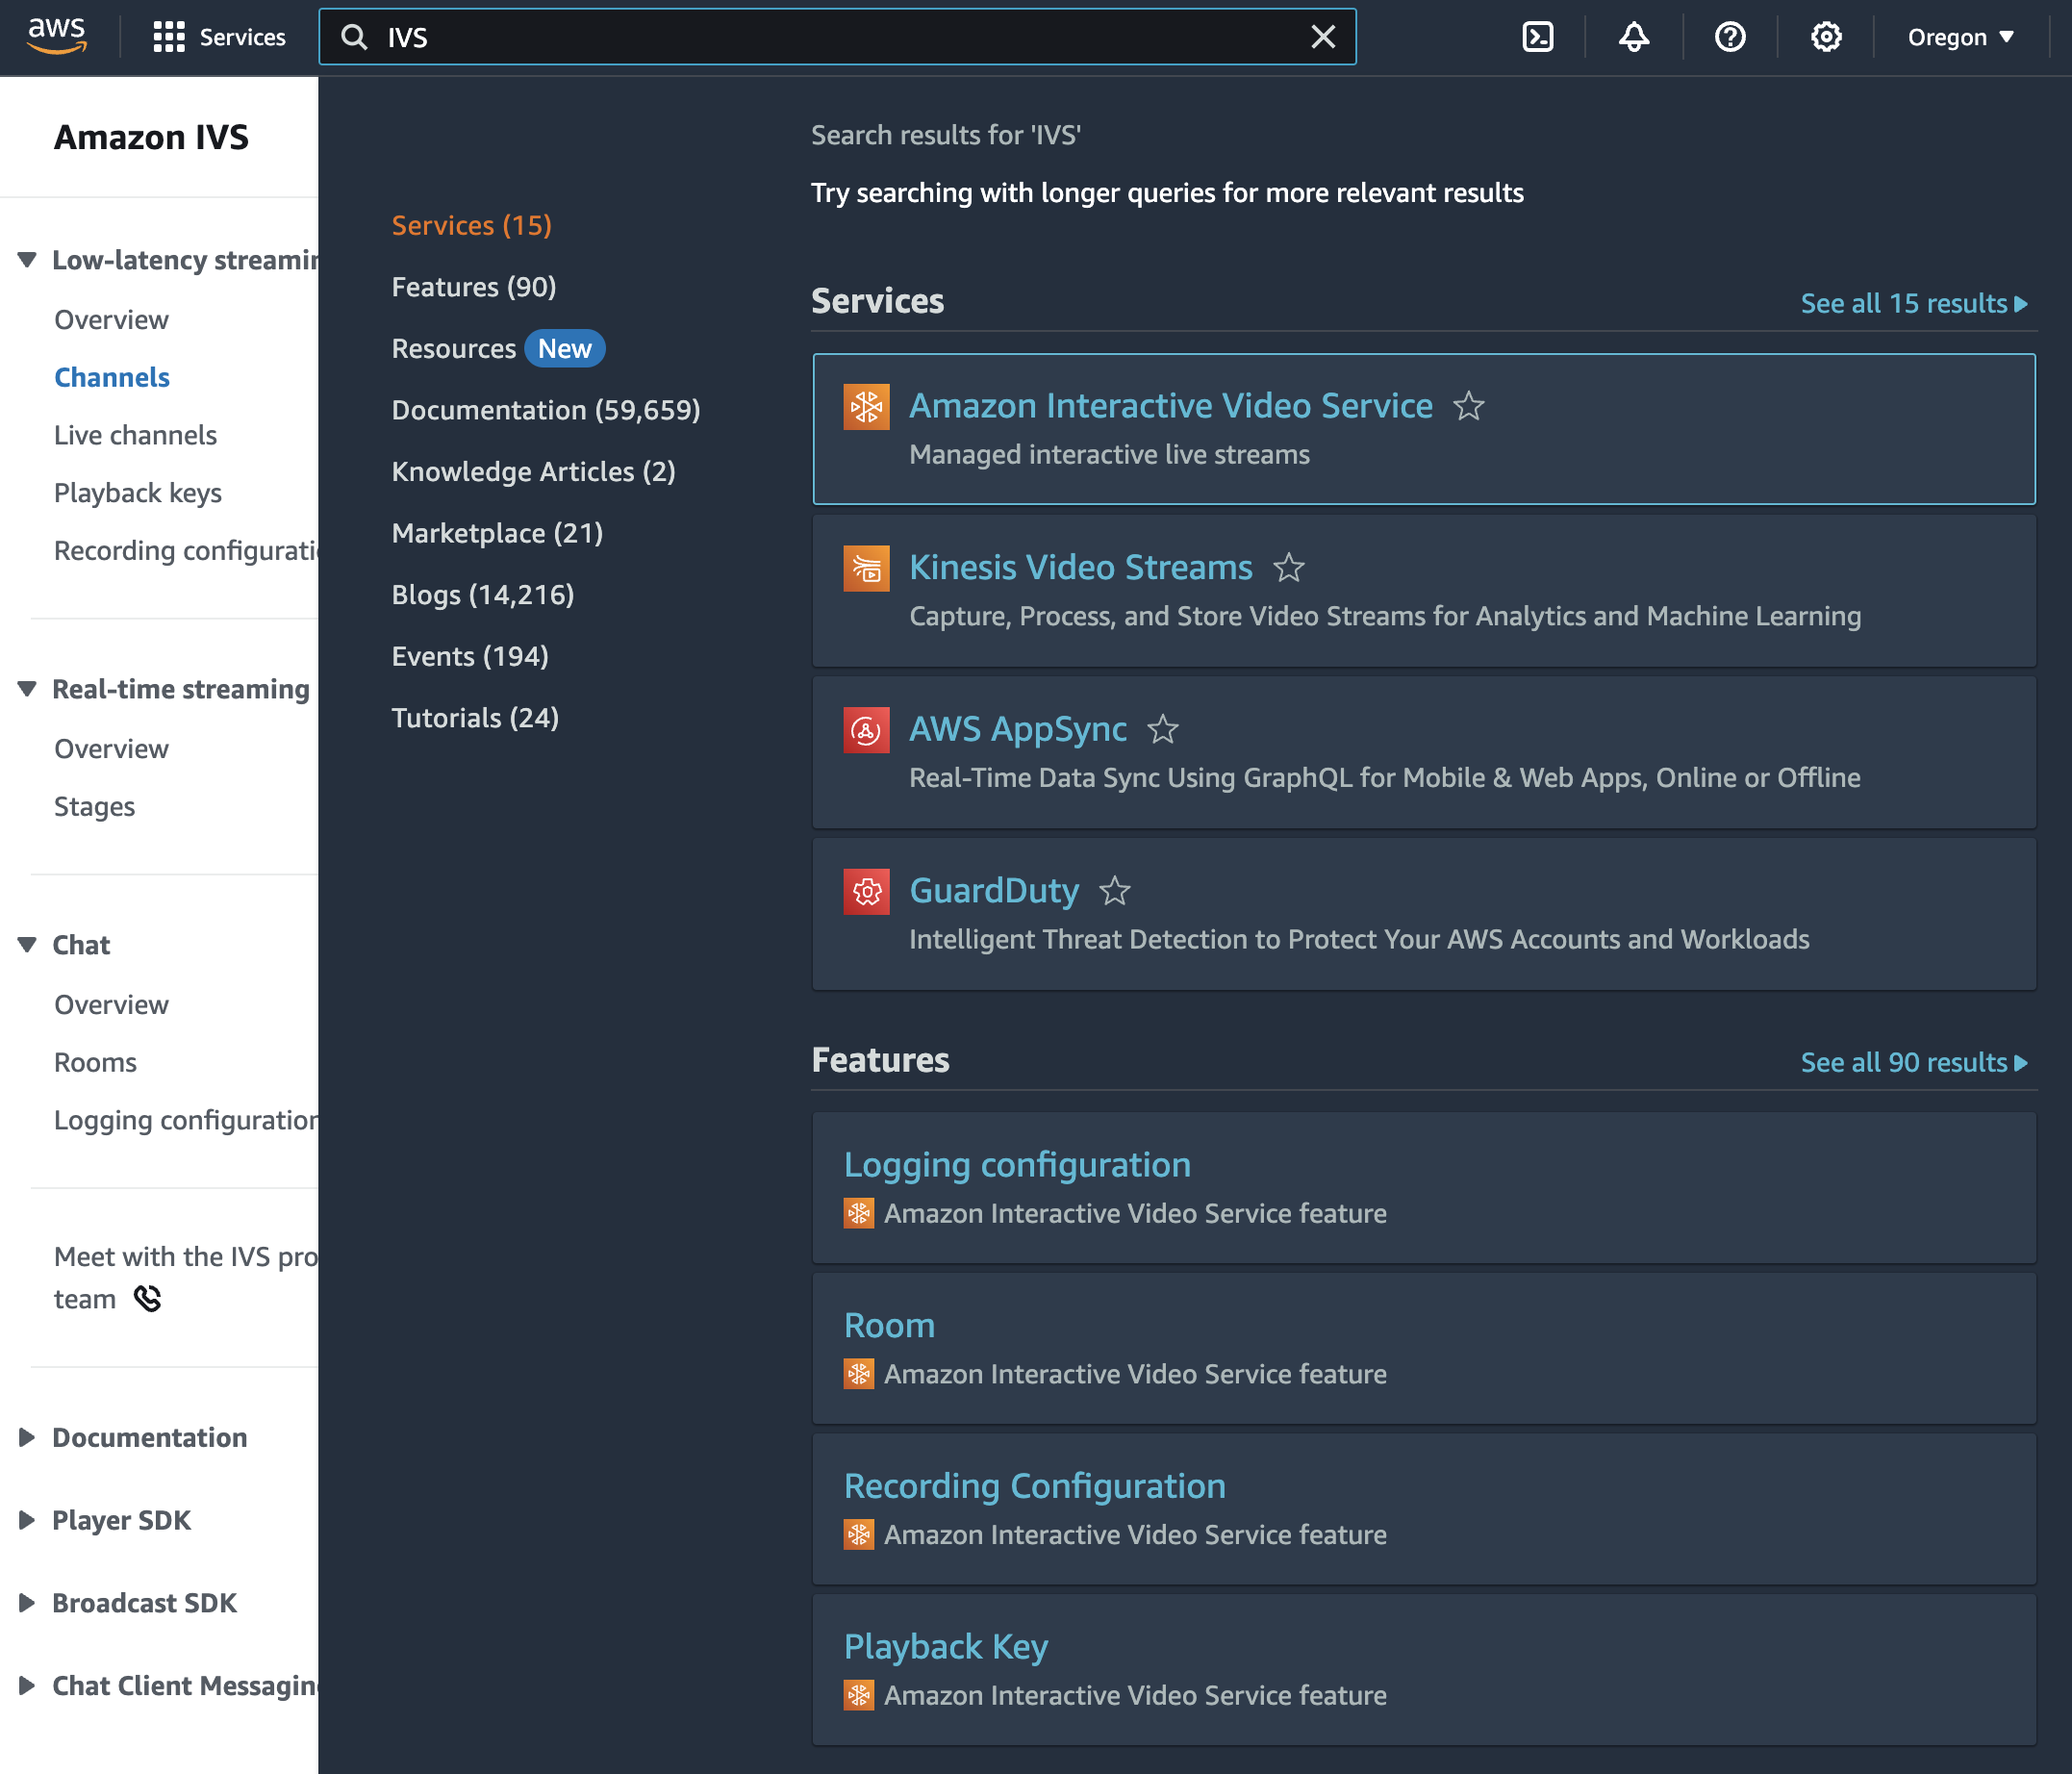 aws
Services
IVS
Oregon
Amazon IVS
Low-latency streamin
Overview
Channels
Live channels
Playback keys
Recording configurati
Real-time streaming
Overview
Stages
Chat
Overview
Rooms
Logging configuration
Meet with the IVS pro
team
Documentation
Player SDK
Broadcast SDK
Chat Client Messaging
Services (15)
Features (90)
Resources New
Documentation (59,659)
Knowledge Articles (2)
Marketplace (21)
Blogs (14,216)
Events (194)
Tutorials (24)
Search results for 'IVS'
Try searching with longer queries for more relevant results
Services
See all 15 results
Amazon Interactive Video Service
Managed interactive live streams
Kinesis Video Streams
Capture, Process, and Store Video Streams for Analytics and Machine Learning
AWS AppSync
Real-Time Data Sync Using GraphQL for Mobile & Web Apps, Online or Offline
GuardDuty
Intelligent Threat Detection to Protect Your AWS Accounts and Workloads
Features
See all 90 results
Logging configuration
Amazon Interactive Video Service feature
Room
Amazon Interactive Video Service feature
Recording Configuration
Amazon Interactive Video Service feature
Playback Key
Amazon Interactive Video Service feature